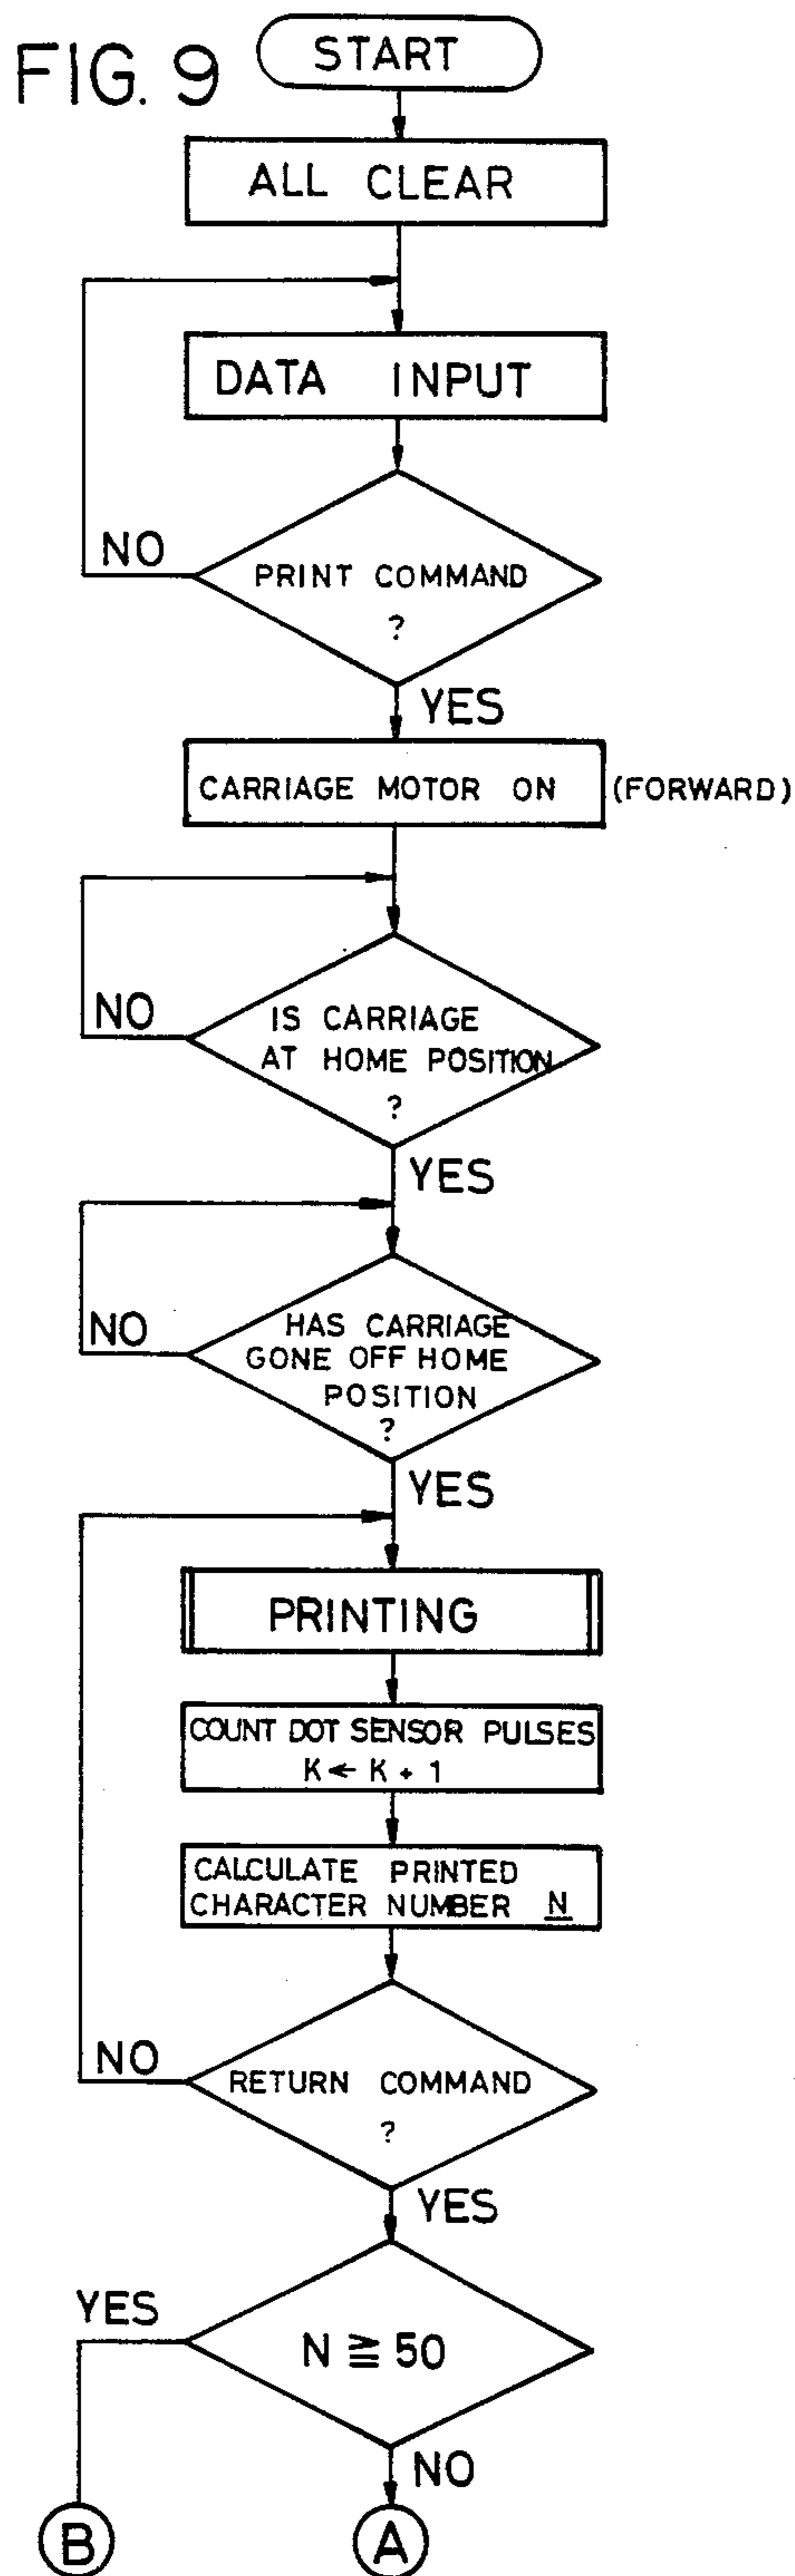 FIG. 9
START
ALL CLEAR
DATA INPUT
NO
PRINT COMMAND
?
YES
CARRIAGE MOTOR ON (FORWARD)
NO
IS CARRIAGE
AT HOME POSITION
?
YES
NO
HAS CARRIAGE
GONE OFF HOME
POSITION
?
YES
PRINTING
COUNT DOT SENSOR PULSES
K ← K + 1
CALCULATE PRINTED
CHARACTER NUMBER N
NO
RETURN COMMAND
?
YES
YES
N ≧ 50
NO
B
A